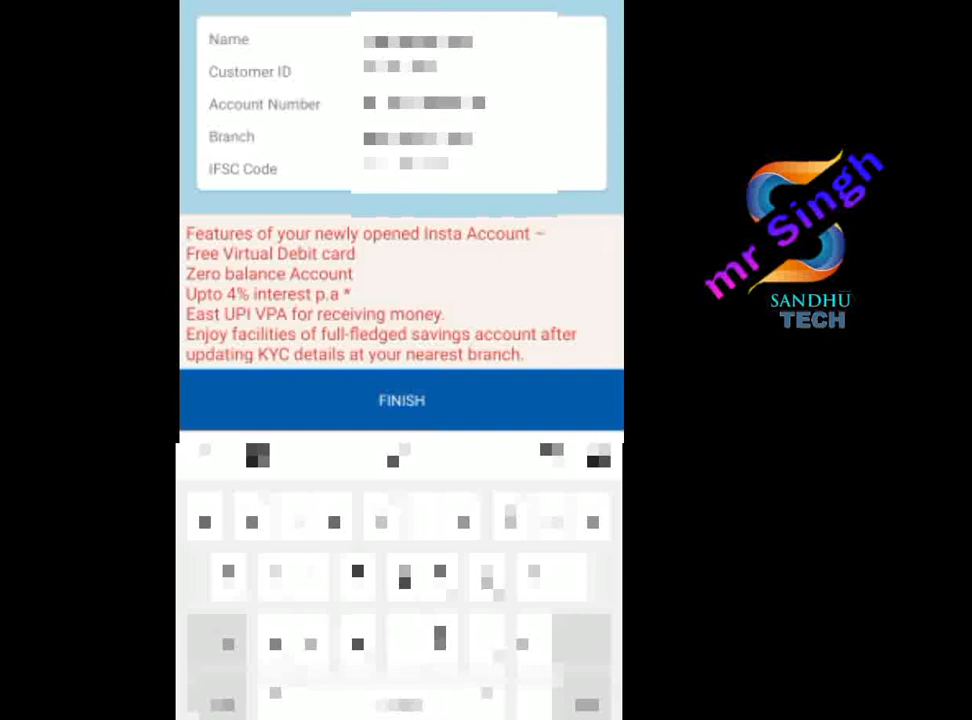 Name
Customer ID
Account Number
Branch
IFSC Code
Features of your newly opened Insta Account –
Free Virtual Debit card
Zero balance Account
Upto 4% interest p.a *
East UPI VPA for receiving money.
Enjoy facilities of full-fledged savings account after
updating KYC details at your nearest branch.
FINISH
mr Singh
SANDHU
TECH